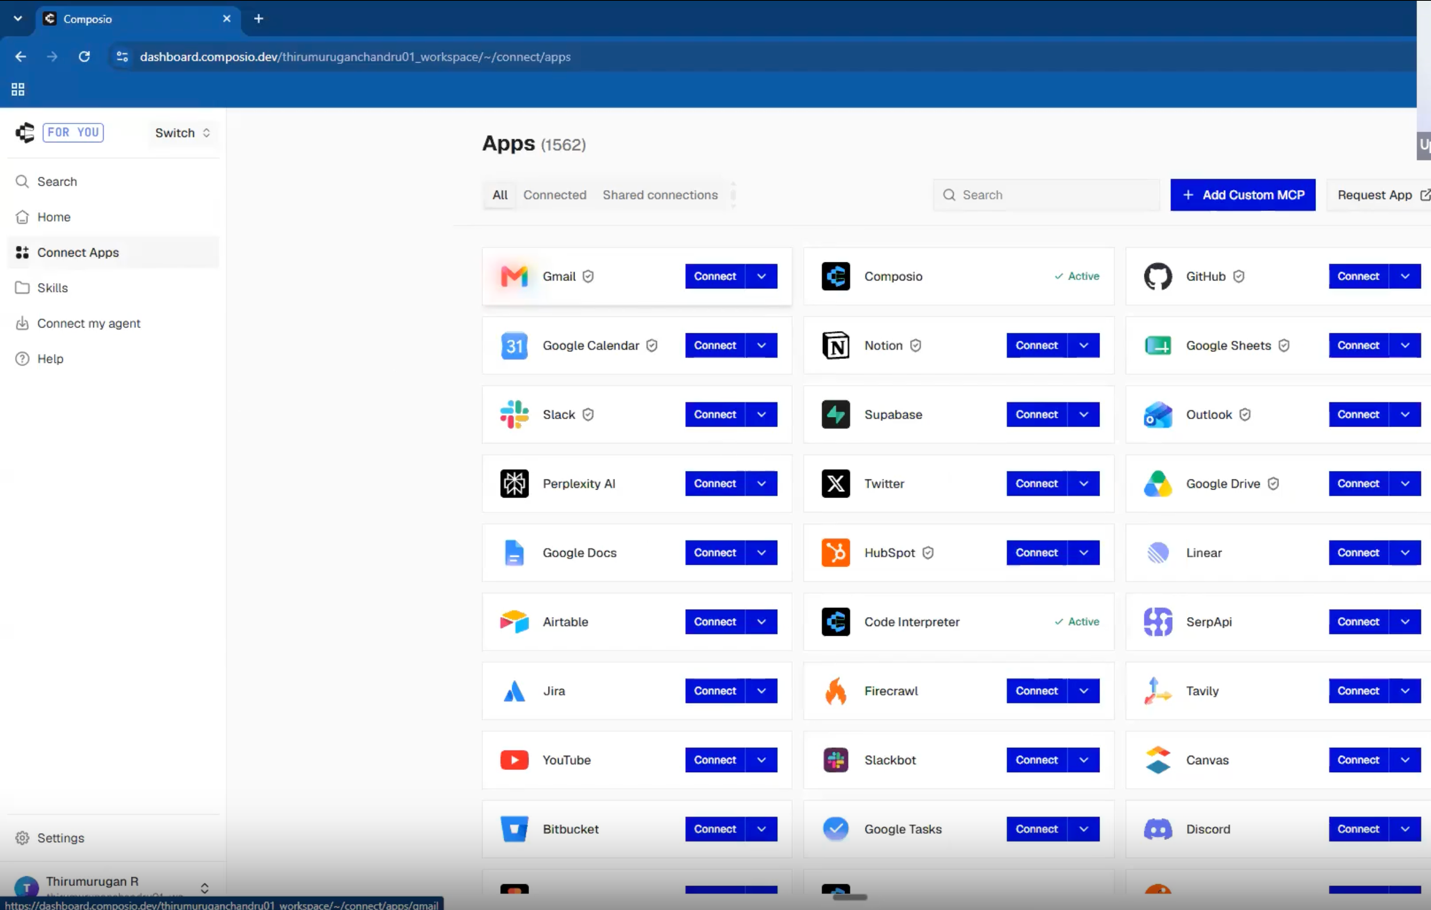 Composio
dashboard.composio.dev/thirumuruganchandru01_workspace/~/connect/apps
FOR YOU
Switch
Search
Home
Connect Apps
Skills
Connect my agent
Help
Settings
T
Thirumurugan R
https://dashboard.composio.dev/thirumuruganchandru01_workspace/~/connect/apps/gmail
Apps (1562)
All Connected Shared connections
Search
+ Add Custom MCP
Request App
Up
Gmail Connect
Composio Active
GitHub Connect
31 Google Calendar Connect
Notion Connect
Google Sheets Connect
Slack Connect
Supabase Connect
Outlook Connect
Perplexity AI Connect
Twitter Connect
Google Drive Connect
Google Docs Connect
HubSpot Connect
Linear Connect
Airtable Connect
Code Interpreter Active
SerpApi Connect
Jira Connect
Firecrawl Connect
Tavily Connect
YouTube Connect
Slackbot Connect
Canvas Connect
Bitbucket Connect
Google Tasks Connect
Discord Connect